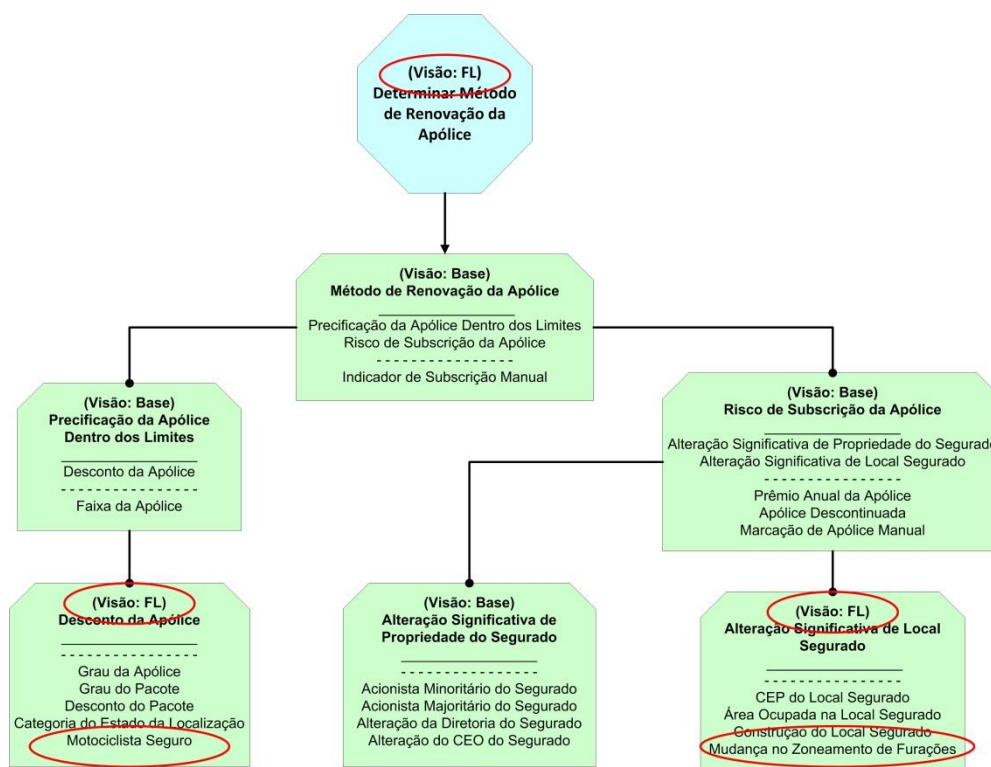 (Visão: FL)
Determinar Método
de Renovação da
Apólice
(Visão: Base)
Método de Renovação da Apólice
Precificação da Apólice Dentro dos Limites
Risco de Subscrição da Apólice
Indicador de Subscrição Manual
(Visão: Base)
Precificação da Apólice
Dentro dos Limites
Desconto da Apólice
Faixa da Apólice
(Visão: Base)
Risco de Subscrição da Apólice
Alteração Significativa de Propriedade do Segurado
Alteração Significativa de Local Segurado
Prêmio Anual da Apólice
Apólice Descontinuada
Marcação de Apólice Manual
(Visão: FL)
Desconto da Apólice
Grau da Apólice
Grau do Pacote
Desconto do Pacote
Categoria do Estado da Localização
Motociclista Seguro
(Visão: Base)
Alteração Significativa de
Propriedade do Segurado
Acionista Minoritário do Segurado
Acionista Majoritário do Segurado
Alteração da Diretoria do Segurado
Alteração do CEO do Segurado
(Visão: FL)
Alteração Significativa de Local
Segurado
CEP do Local Segurado
Área Ocupada na Local Segurado
Construção do Local Segurado
Mudança no Zoneamento de Furações